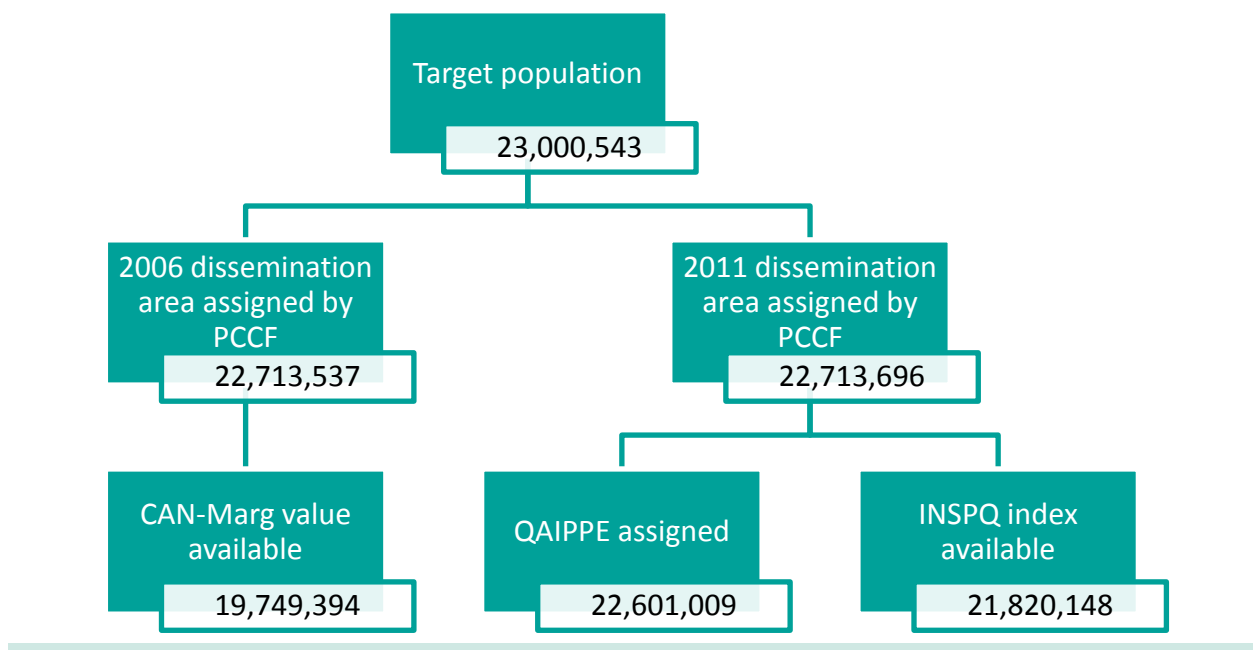 Target population
23,000,543
2006 dissemination
area assigned by
PCCF
22,713,537
2011 dissemination
area assigned by
PCCF
22,713,696
CAN-Marg value
available
19,749,394
QAIPPE assigned
22,601,009
INSPQ index
available
21,820,148